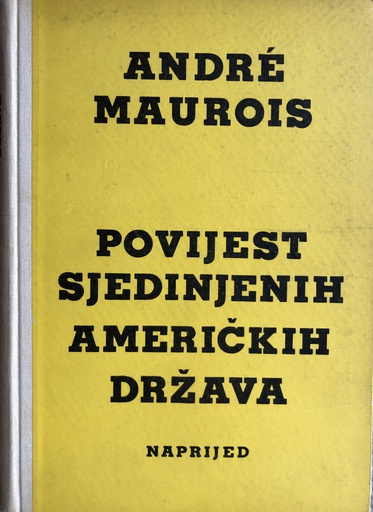 ANDRÉ
MAUROIS
POVIJEST
SJEDINJENIH
AMERIČKIH
DRŽAVA
NAPRIJED